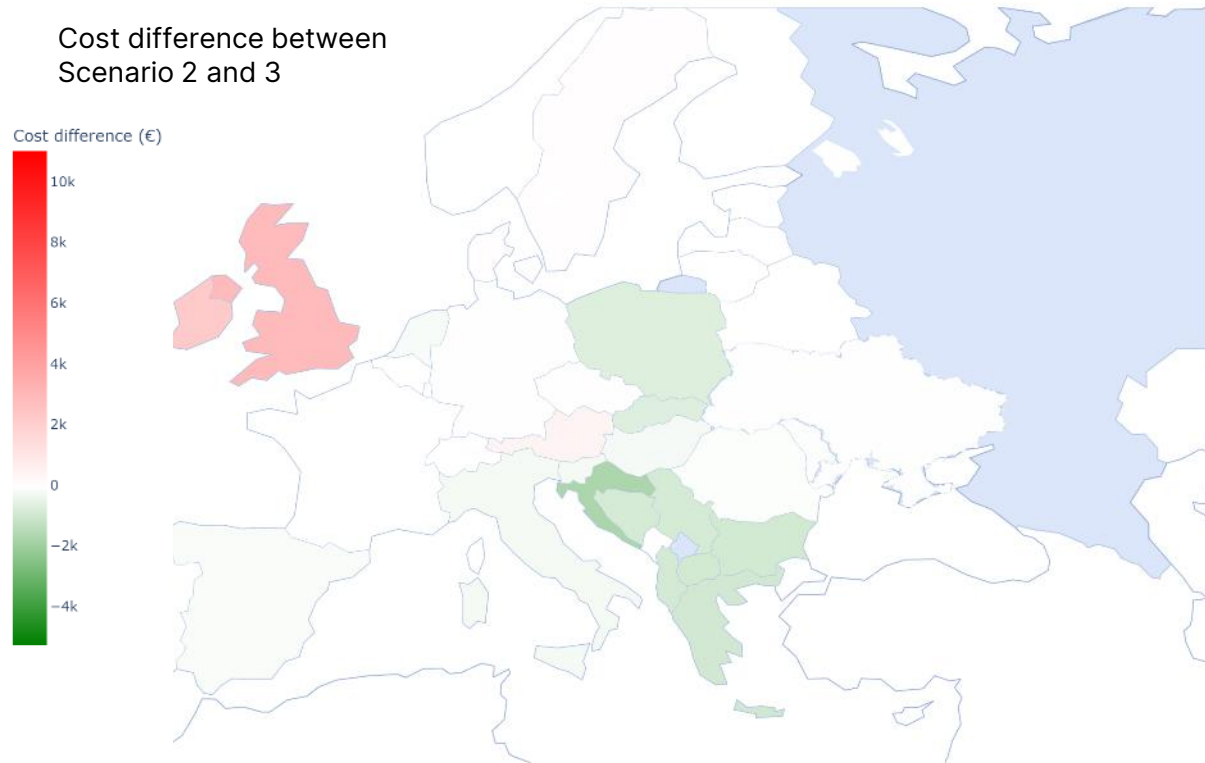 Cost difference between
Scenario 2 and 3
Cost difference (€)
10k
8k
6k
4k
2k
0
−2k
−4k